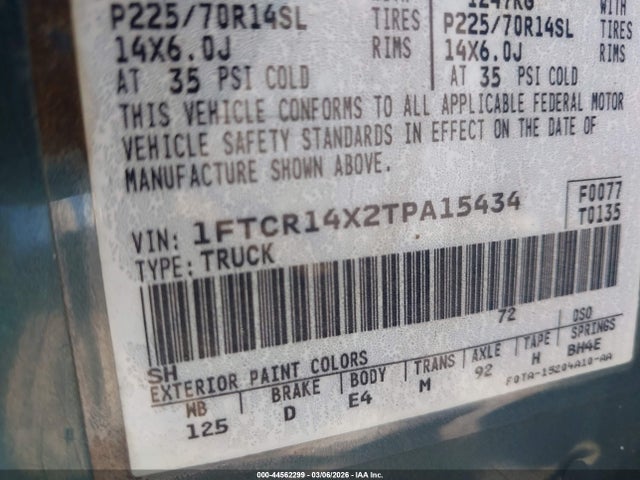 1247KG WITH
P225/70R14SL TIRES P225/70R14SL TIRES
14X6.0J RIMS 14X6.0J RIMS
AT 35 PSI COLD AT 35 PSI COLD
THIS VEHICLE CONFORMS TO ALL APPLICABLE FEDERAL MOTOR
VEHICLE SAFETY STANDARDS IN EFFECT ON THE DATE OF
MANUFACTURE SHOWN ABOVE.
VIN: 1FTCR14X2TPA15434 F0077
TYPE: TRUCK T0135
72 DSO
SH
EXTERIOR PAINT COLORS
WB BRAKE BODY TRANS AXLE TAPE SPRINGS
125 D E4 M 92 H BH4E
F0TA-15204A10-AA
000-44562299 - 03/06/2026 - IAA Inc.